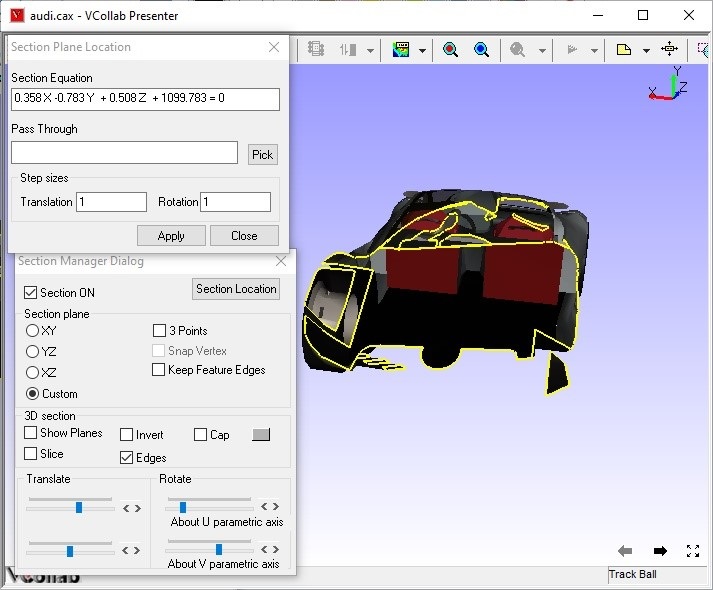 audi.cax - VCollab Presenter
Section Plane Location
Section Equation
0.358 X -0.783 Y + 0.508 Z + 1099.783 = 0
Pass Through
Pick
Step sizes
Translation 1 Rotation 1
Apply Close
Section Manager Dialog
Section ON Section Location
Section plane
XY 3 Points
YZ Snap Vertex
XZ Keep Feature Edges
Custom
3D section
Show Planes Invert Cap
Slice Edges
Translate Rotate
About U parametric axis
About V parametric axis
Y
X Z
VCollab
Track Ball